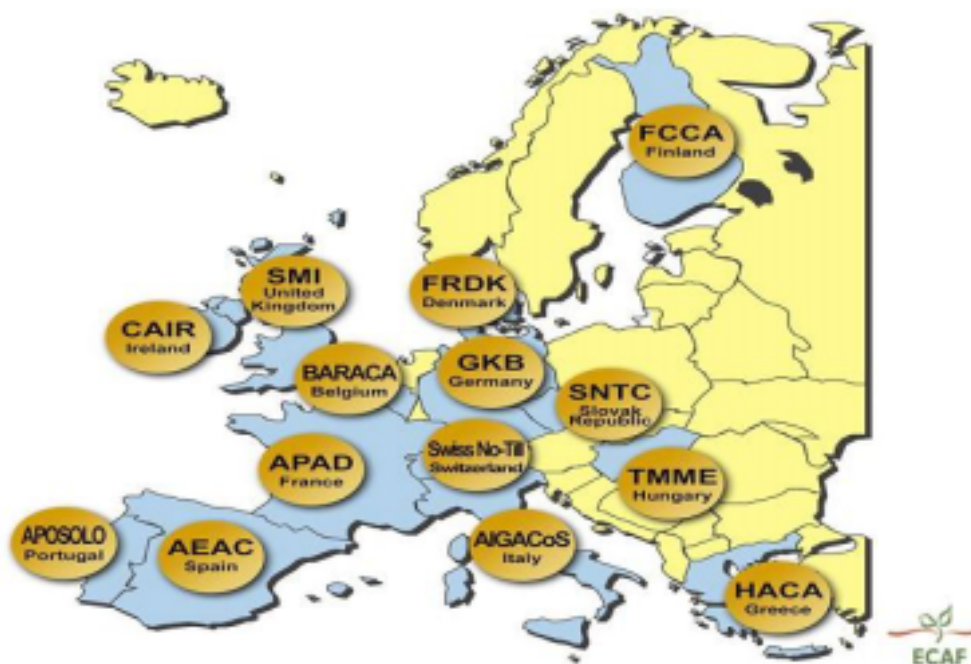 FCCA
Finland
SMI
United
Kingdom
FRDK
Denmark
CAIR
Ireland
BARACA
Belgium
GKB
Germany
SNTC
Slovak
Republic
APAD
France
Swiss No-Till
Switzerland
TMME
Hungary
APOSOLO
Portugal
AEAC
Spain
AIGACoS
Italy
HACA
Greece
ECAF